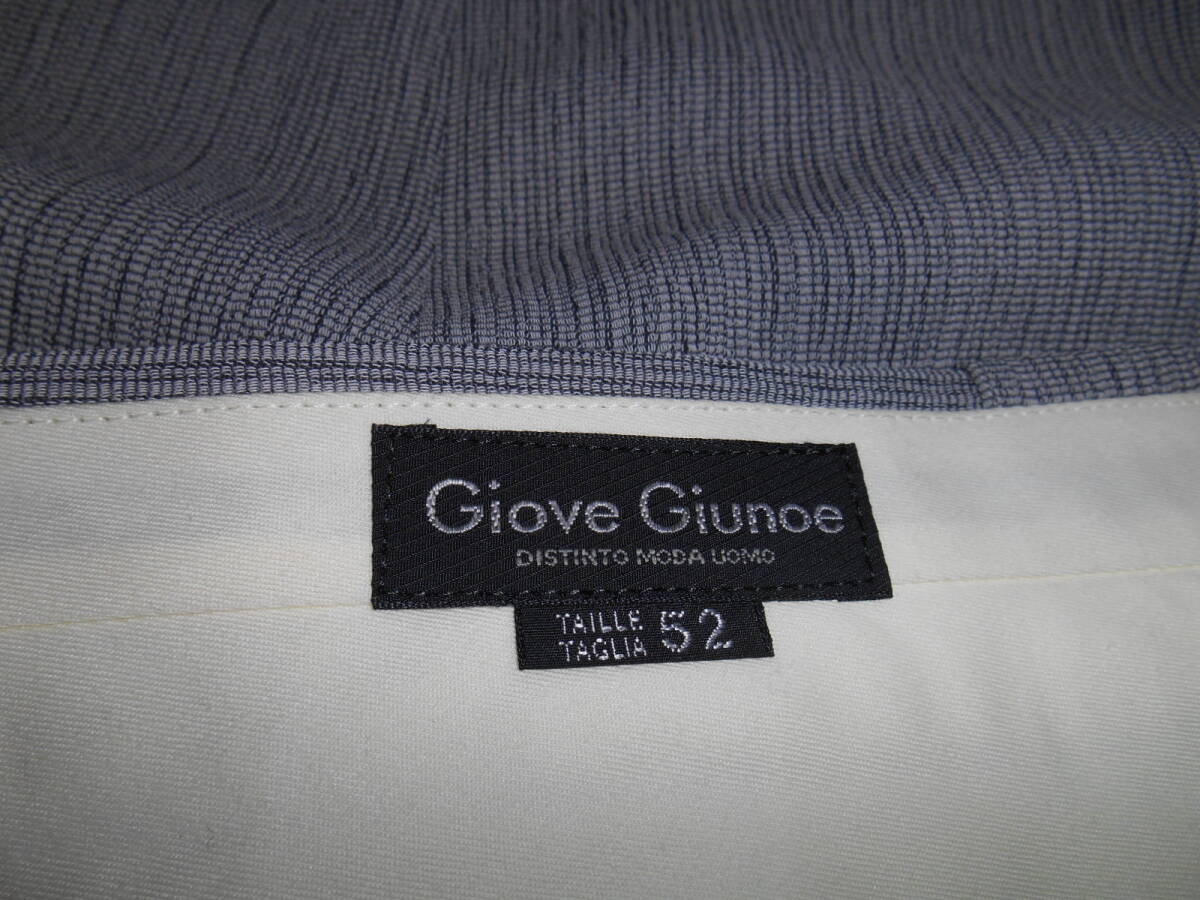 Giove Giunoe
DISTINTO MODA UOMO
TAILLE
TAGLIA 52